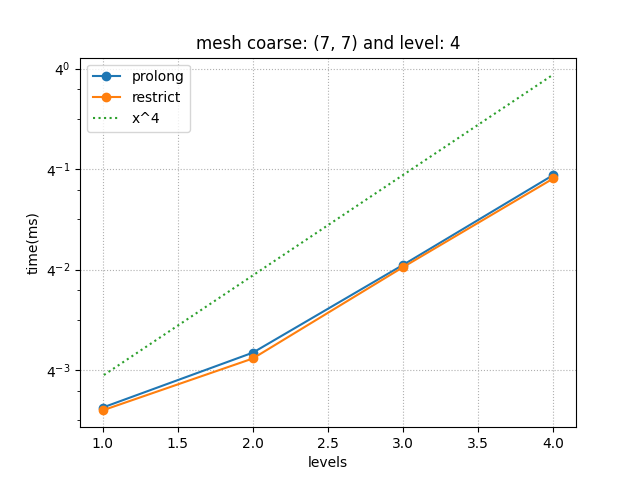 mesh coarse: (7, 7) and level: 4
prolong
restrict
x^4
4^0
4^-1
4^-2
4^-3
time(ms)
1.0 1.5 2.0 2.5 3.0 3.5 4.0
levels